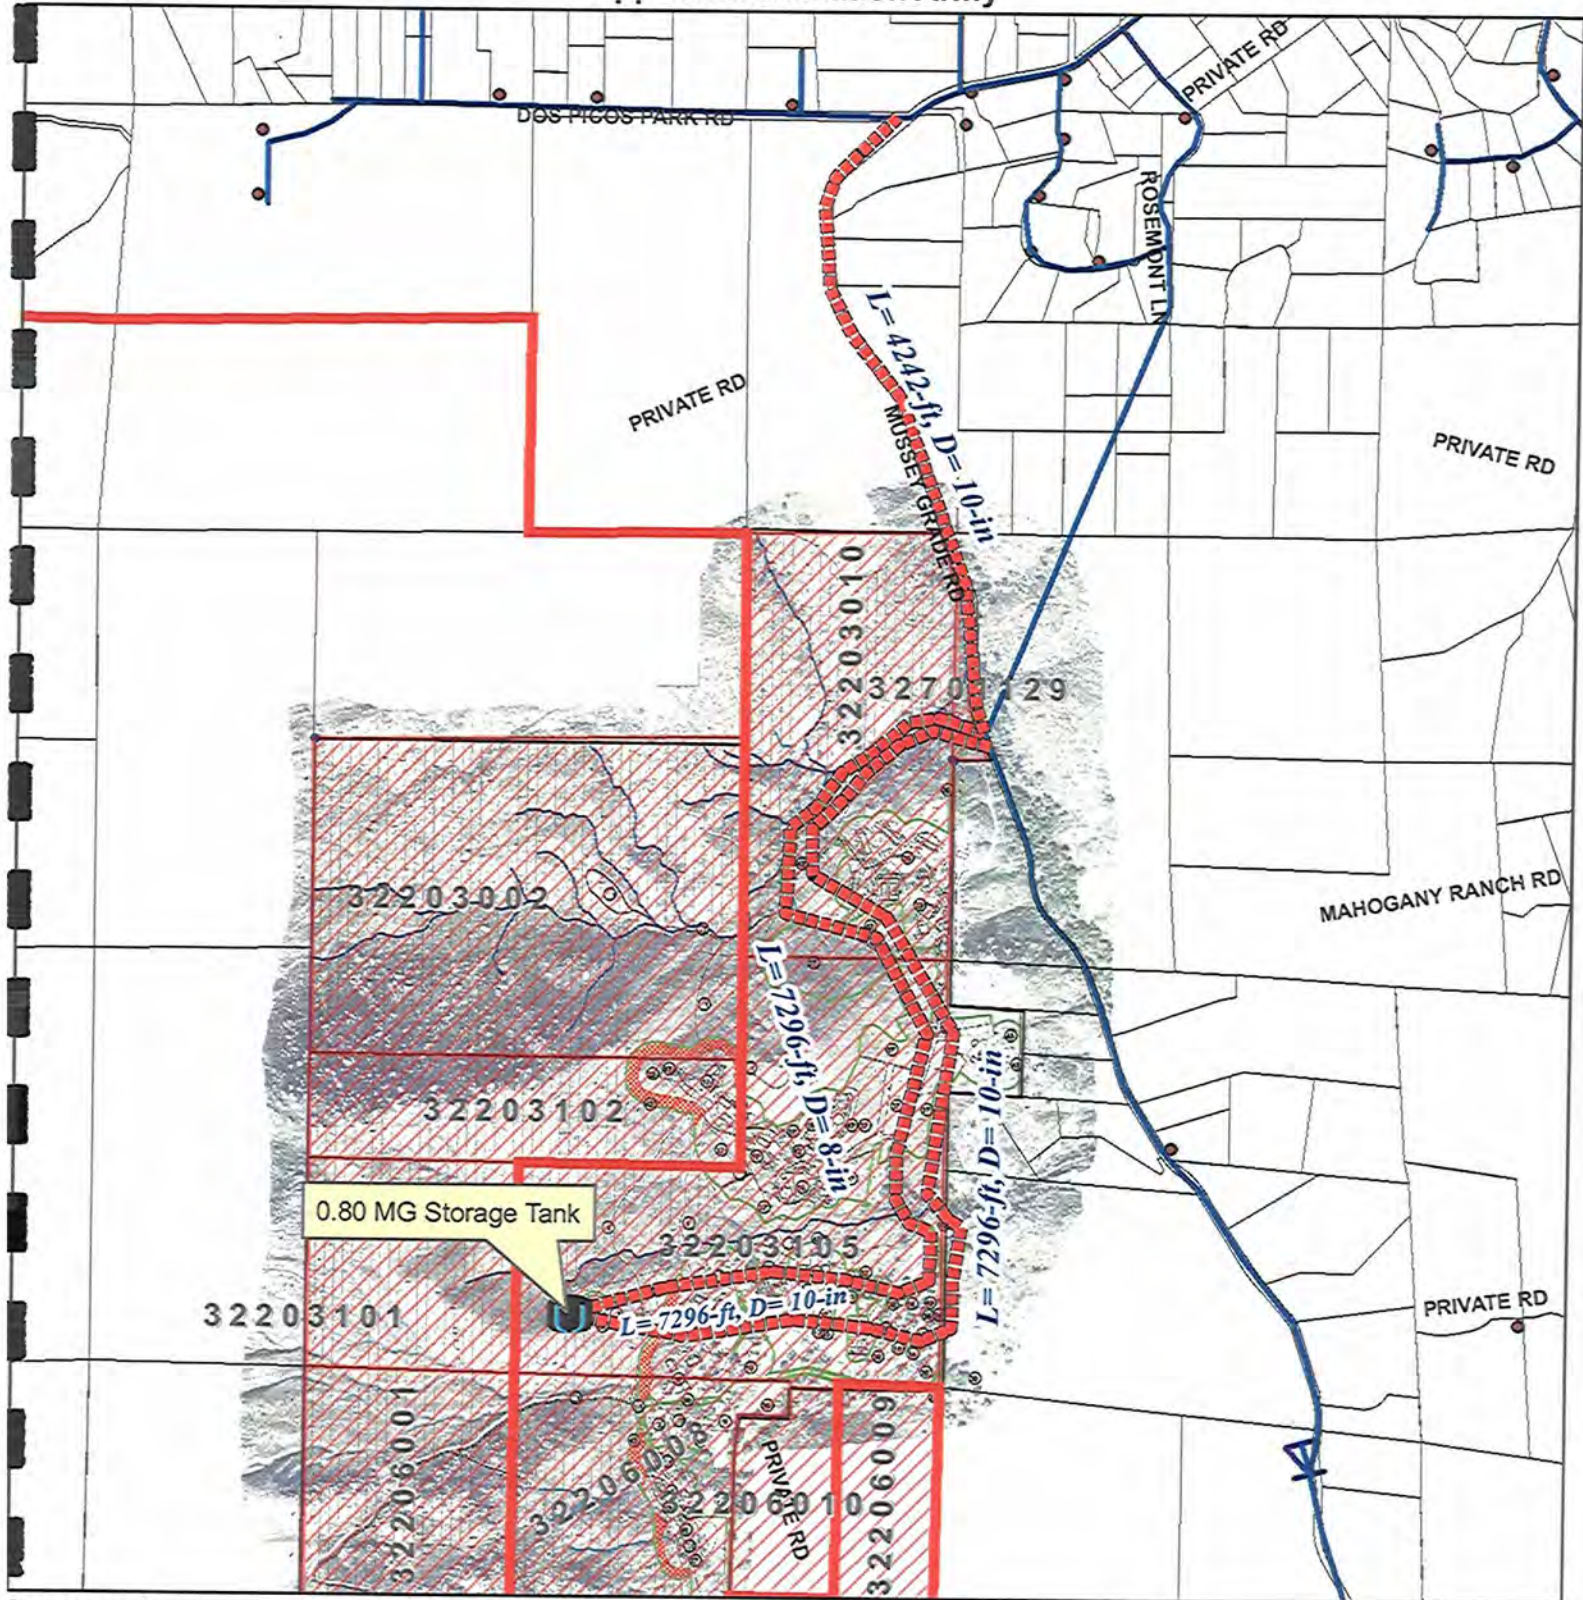 PRIVATE RD
DOS PICOS PARK RD
ROSEMONT LN
L= 4242-ft, D= 10-in
PRIVATE RD
MUSSEY GRADE RD
PRIVATE RD
32203010
32701129
32203002
MAHOGANY RANCH RD
L= 7296-ft, D= 8-in
32203102
L= 7296-ft, D= 10-in
0.80 MG Storage Tank
32203105
32203101
L= 7296-ft, D= 10-in
PRIVATE RD
32206001
32206008
PRIVATE RD
2206010
32206009